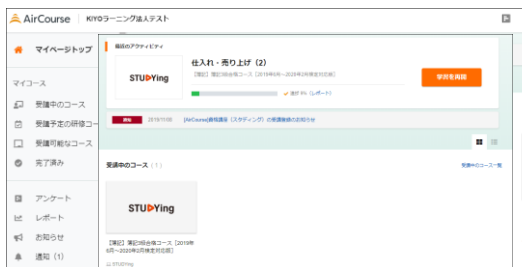 AirCourse KIYOラーニング法人テスト
マイページトップ
マイコース
受講中のコース
受講予定の研修コー
受講可能なコース
完了済み
アンケート
レポート
お知らせ
通知（1）
最近のアクティビティ
STUDYing
仕入れ・売り上げ（2）
【簿記】簿記3級合格コース［2019年6月～2020年2月検定対応版］
進捗 9%（レポート）
学習を再開
2019/11/08 [AirCourse]資格講座（スタディング）の受講登録のお知らせ
受講中のコース（1）
受講中のコース一覧
STUDYing
【簿記】簿記3級合格コース［2019年
6月～2020年2月検定対応版］
STUDYing